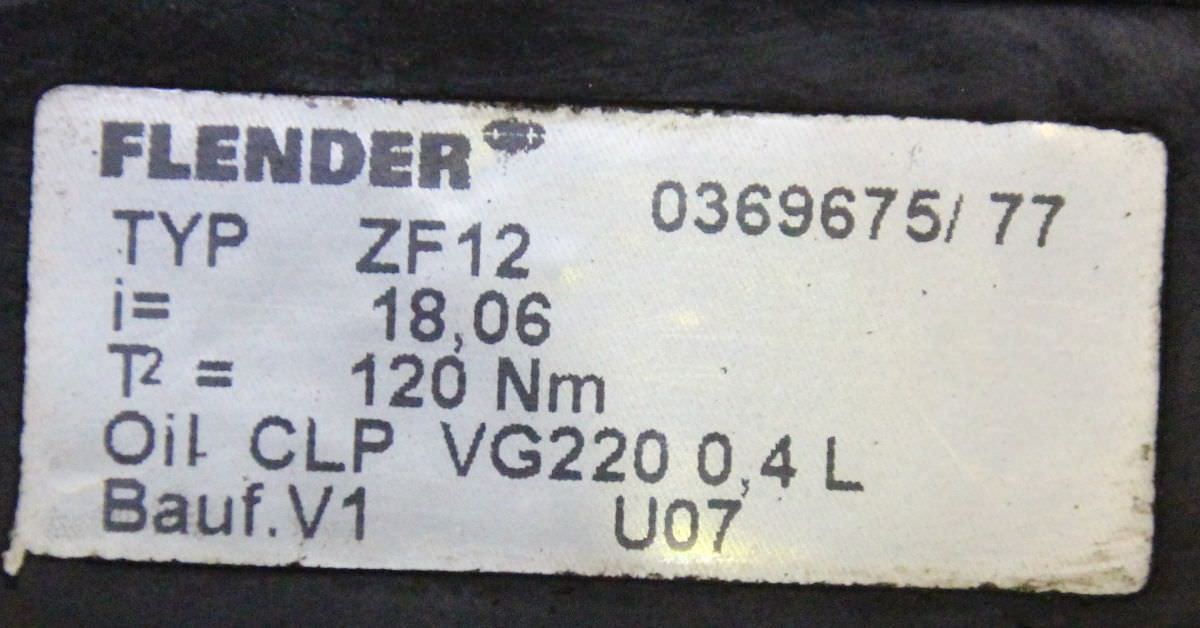 FLENDER
0369675/ 77
TYP ZF12
i= 18,06
T2 = 120 Nm
Oil CLP VG220 0,4 L
Bauf.V1 U07